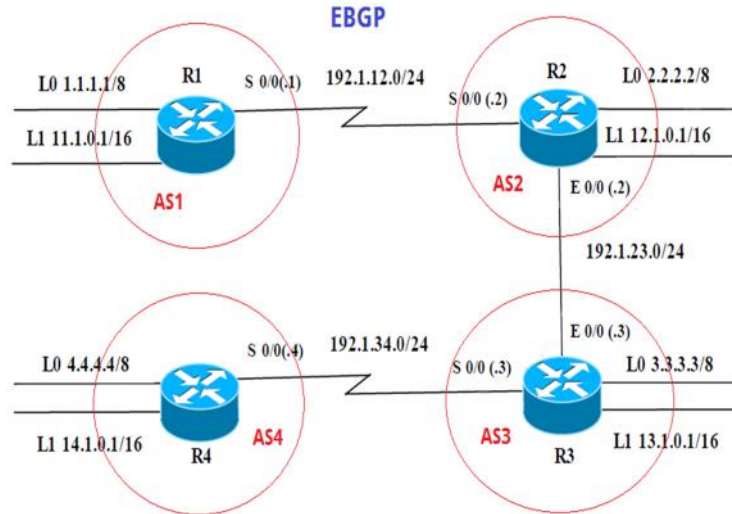 EBGP
L0 1.1.1.1/8
R1
S 0/0(.1)
192.1.12.0/24
R2
L0 2.2.2.2/8
S 0/0 (.2)
L1 11.1.0.1/16
L1 12.1.0.1/16
AS1
AS2
E 0/0 (.2)
192.1.23.0/24
L0 4.4.4.4/8
S 0/0(.4)
192.1.34.0/24
E 0/0 (.3)
S 0/0 (.3)
L0 3.3.3.3/8
L1 14.1.0.1/16
R4
AS4
AS3
R3
L1 13.1.0.1/16